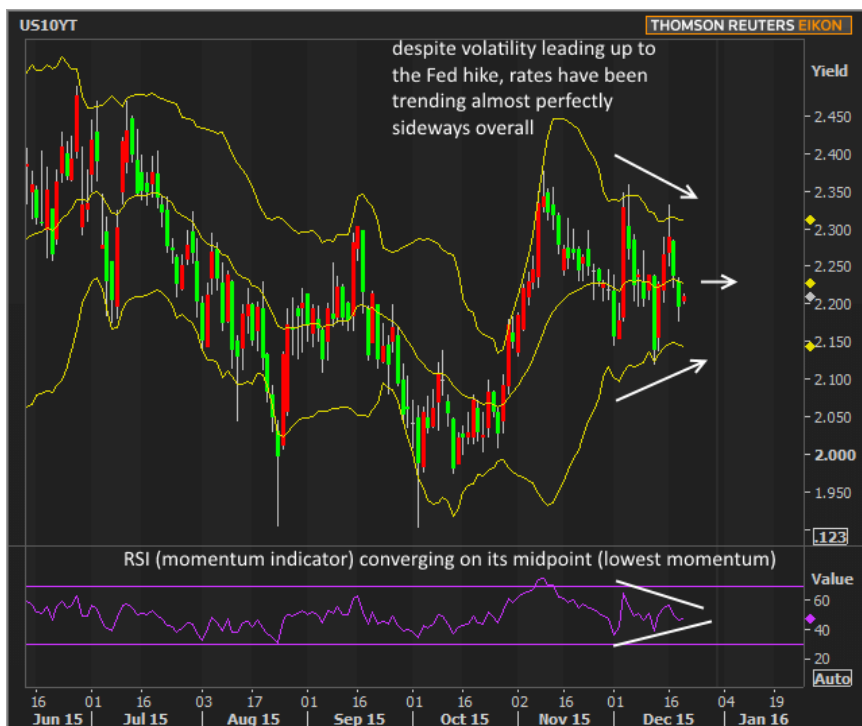 US10YT
THOMSON REUTERS EIKON
despite volatility leading up to
the Fed hike, rates have been
trending almost perfectly
sideways overall
Yield
2.450
2.400
2.350
2.300
2.250
2.200
2.150
2.100
2.050
2.000
1.950
.123
RSI (momentum indicator) converging on its midpoint (lowest momentum)
Value
60
40
20
Auto
16 01 16 03 17 01 16 01 16 02 16 01 16 04 19
Jun 15 Jul 15 Aug 15 Sep 15 Oct 15 Nov 15 Dec 15 Jan 16